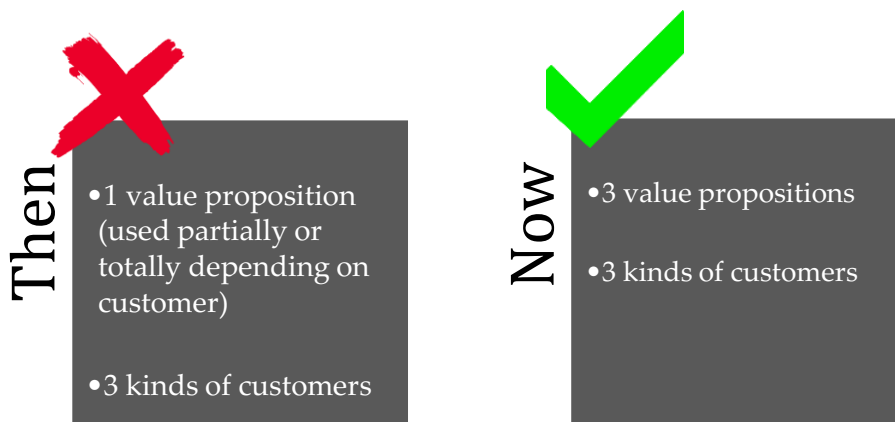 Then
•1 value proposition
(used partially or
totally depending on
customer)
•3 kinds of customers
Now
•3 value propositions
•3 kinds of customers